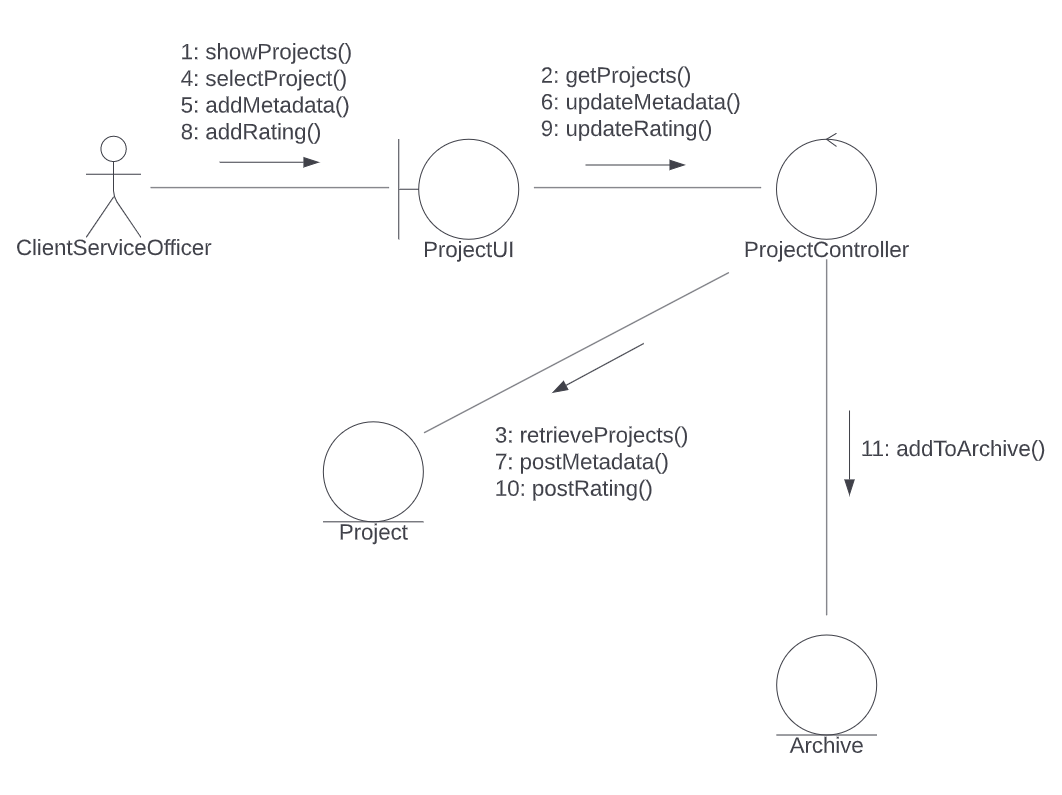 1: showProjects()
4: selectProject()
5: addMetadata()
8: addRating()
2: getProjects()
6: updateMetadata()
9: updateRating()
ClientServiceOfficer
ProjectUI
ProjectController
3: retrieveProjects()
7: postMetadata()
10: postRating()
11: addToArchive()
Project
Archive